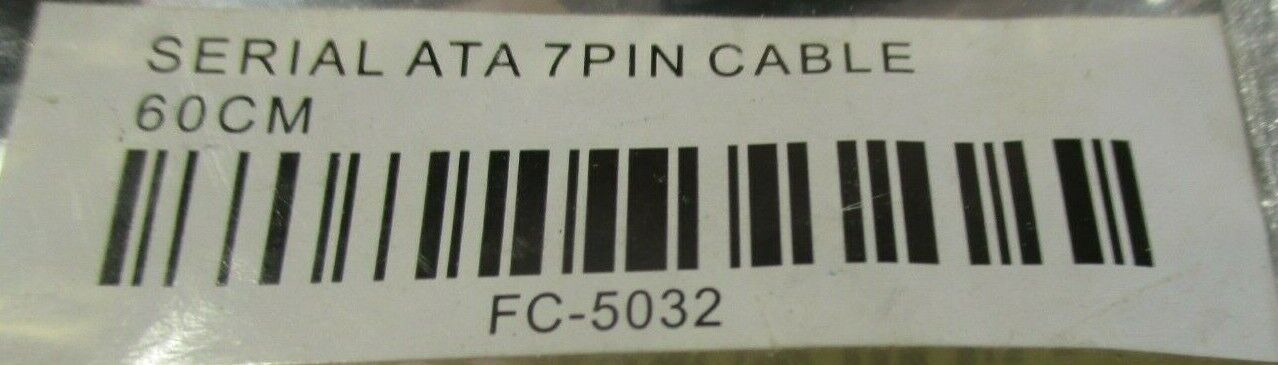 SERIAL ATA 7PIN CABLE
60CM
FC-5032